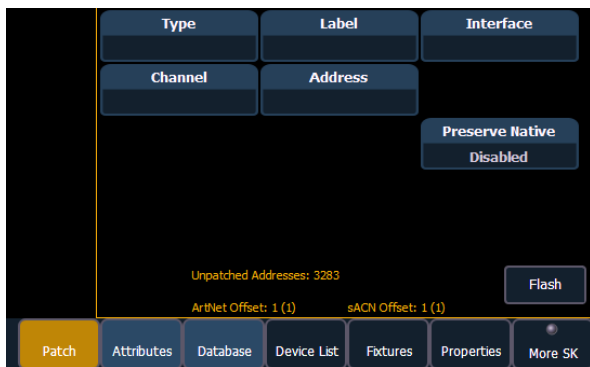 Type Label Interface
Channel Address
Preserve Native
Disabled
Unpatched Addresses: 3283
Flash
ArtNet Offset: 1 (1) sACN Offset: 1 (1)
Patch Attributes Database Device List Fixtures Properties More SK